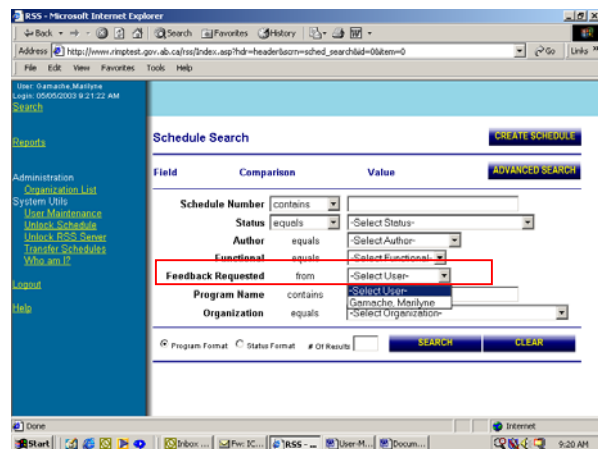 RSS - Microsoft Internet Explorer
Back Search Favorites History
Address http://www.rimptest.gov.ab.ca/rss/Index.asp?hdr=header&scrn=sched_search&id=0&item=0 Go Links »
File Edit View Favorites Tools Help
User: Gamache,Marilyne
Login: 05/05/2003 9:21:22 AM
Search
Reports
Administration
Organization List
System Utils
User Maintenance
Unlock Schedule
Unlock RSS Server
Transfer Schedules
Who am I?
Logout
Help
Schedule Search CREATE SCHEDULE
Field Comparison Value ADVANCED SEARCH
Schedule Number contains
Status equals -Select Status-
Author equals -Select Author-
Functional equals -Select Functional-
Feedback Requested from -Select User-
-Select User-
Program Name contains Gamache, Marilyne
Organization equals -Select Organization-
Program Format Status Format # Of Results SEARCH CLEAR
Done Internet
Start Inbox ... Fw: IC... RSS - ... User-M... Docum... 9:20 AM